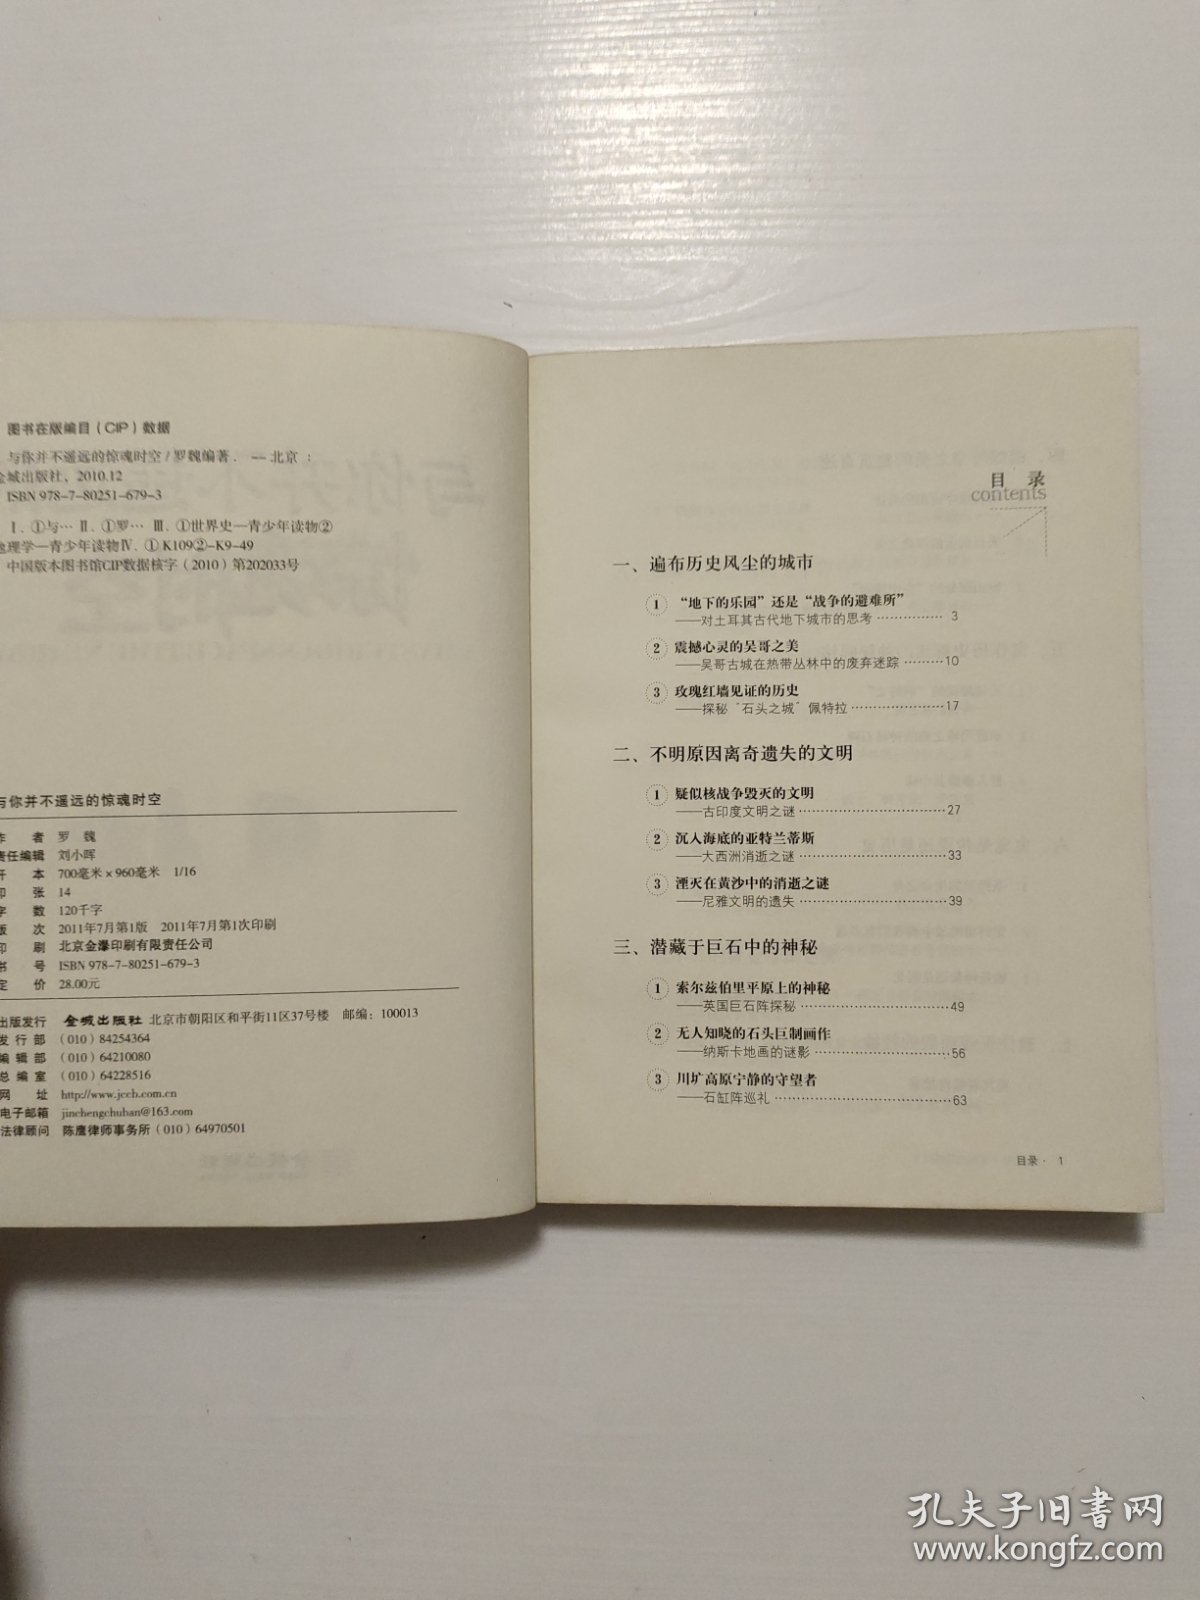 图书在版编目（CIP）数据
与你并不遥远的惊魂时空 / 罗魏编著. — 北京：
金城出版社，2010.12
ISBN 978-7-80251-679-3
Ⅰ. ①与… Ⅱ. ①罗… Ⅲ. ①世界史—青少年读物②
地理学—青少年读物Ⅳ. ① K109②-K9-49
中国版本图书馆CIP数据核字（2010）第202033号
与你并不遥远的惊魂时空
作者 罗 魏
责任编辑 刘小晖
开本 700毫米×960毫米 1/16
印张 14
字数 120千字
版次 2011年7月第1版 2011年7月第1次印刷
印刷 北京金瀑印刷有限责任公司
书号 ISBN 978-7-80251-679-3
定价 28.00元
出版发行 金城出版社 北京市朝阳区和平街11区37号楼 邮编：100013
发行部 （010）84254364
编辑部 （010）64210080
总编室 （010）64228516
网址 http://www.jccb.com.cn
电子邮箱 jinchengchuban@163.com
法律顾问 陈鹰律师事务所（010）64970501
目 录
contents
一、遍布历史风尘的城市
1 “地下的乐园”还是“战争的避难所”
——对土耳其古代地下城市的思考 …………… 3
2 震撼心灵的吴哥之美
——吴哥古城在热带丛林中的废弃迷踪 ………10
3 玫瑰红墙见证的历史
——探秘“石头之城”佩特拉 …………………17
二、不明原因离奇遗失的文明
1 疑似核战争毁灭的文明
——古印度文明之谜 ……………………………27
2 沉入海底的亚特兰蒂斯
——大西洲消逝之谜 ……………………………33
3 湮灭在黄沙中的消逝之谜
——尼雅文明的遗失 ……………………………39
三、潜藏于巨石中的神秘
1 索尔兹伯里平原上的神秘
——英国巨石阵探秘 ……………………………49
2 无人知晓的石头巨制画作
——纳斯卡地画的谜影 …………………………56
3 川圹高原宁静的守望者
——石缸阵巡礼 …………………………………63
目录 · 1
孔夫子旧书网
www.kongfz.com